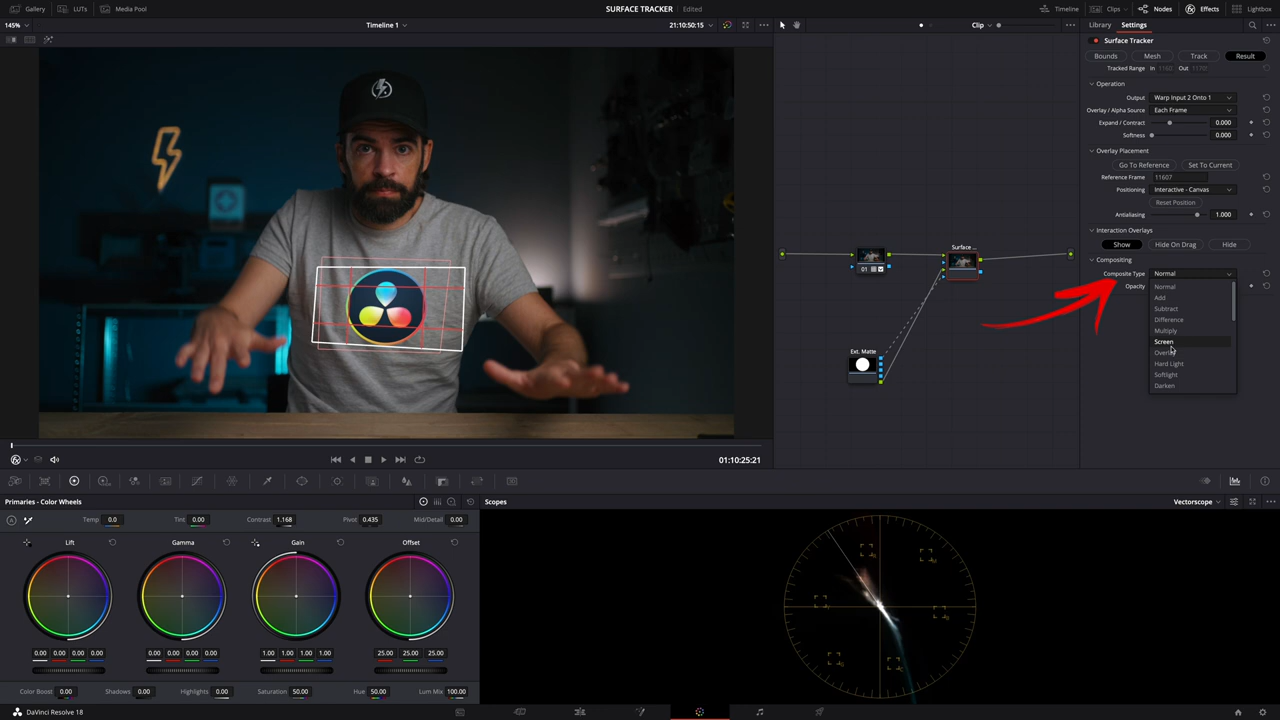 Gallery LUTs Media Pool SURFACE TRACKER Edited Timeline Clips Nodes Effects Lightbox
145% Timeline 1 21:10:50:15 Clip Library Settings
Surface Tracker
Bounds Mesh Track Result
Tracked Range In 1160 Out
Operation
Output Warp Input 2 Onto 1
Overlay / Alpha Source Each Frame
Expand / Contract 0.000
Softness 0.000
Overlay Placement
Go To Reference Set To Current
Reference Frame 11607
Positioning Interactive - Canvas
Reset Position
Antialiasing 1.000
Interaction Overlays
Show Hide On Drag Hide
Compositing
Composite Type Normal
Opacity
Normal
Add
Subtract
Difference
Multiply
Screen
Overlay
Hard Light
Softlight
Darken
Surface ...
01
Ext. Matte
01:10:25:21
Primaries - Color Wheels
Temp 0.0 Tint 0.00 Contrast 1.168 Pivot 0.435 Mid/Detail 0.00
Lift Gamma Gain Offset
0.00 0.00 0.00 0.00 0.00 0.00 0.00 0.00 1.00 1.00 1.00 1.00 25.00 25.00 25.00
Color Boost 0.00 Shadows 0.00 Highlights 0.00 Saturation 50.00 Hue 50.00 Lum Mix 100.00
Scopes Vectorscope
DaVinci Resolve 18